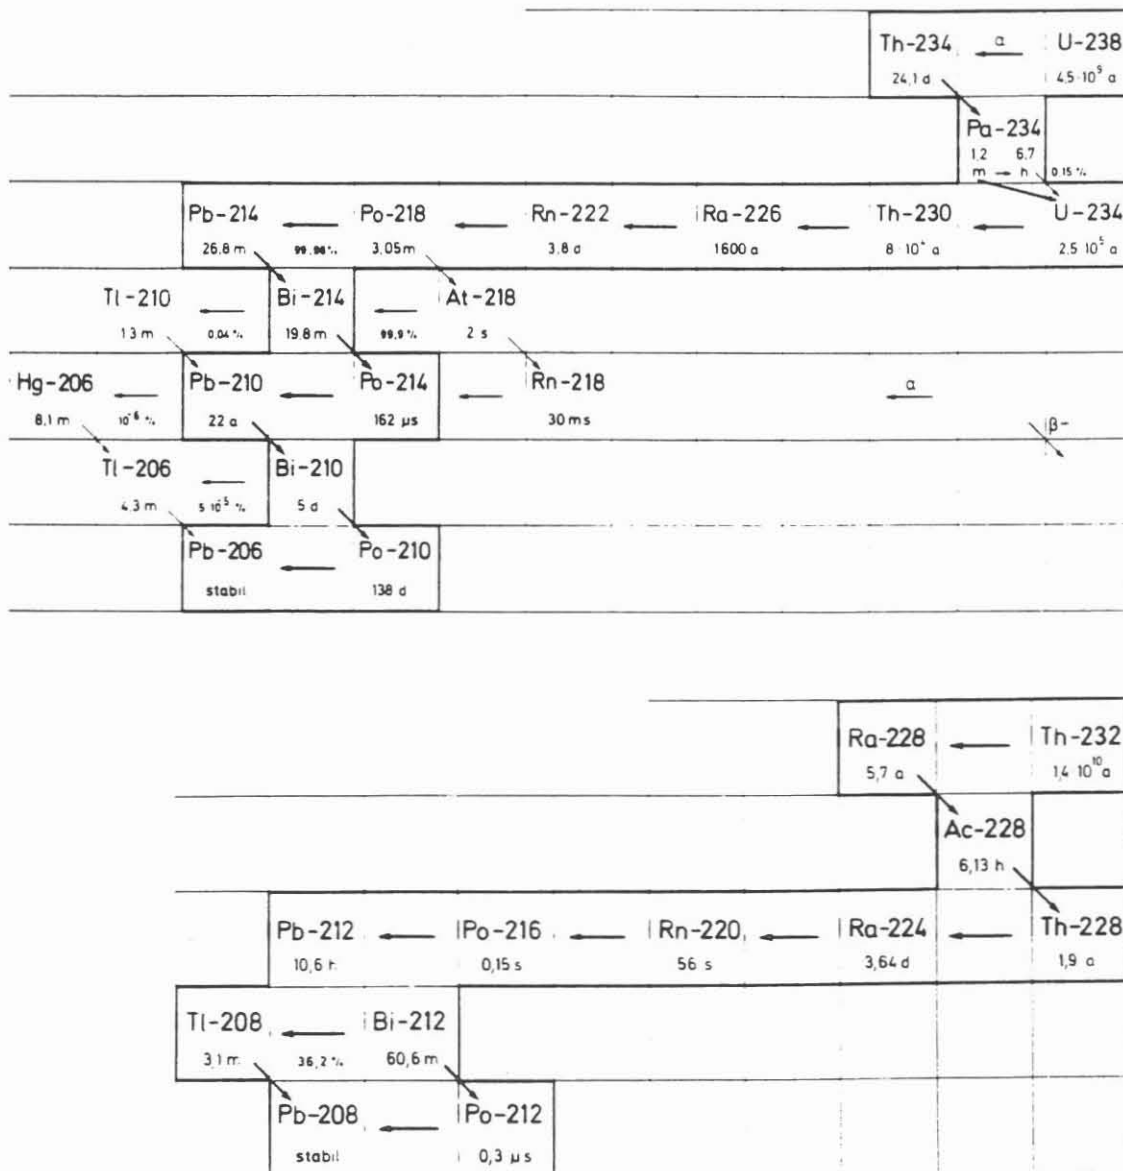 Th-234 α U-238
24,1 d 4,5·10⁹ a
Pa-234
1,2 6,7
m → h 0,15 %
Pb-214 Po-218 Rn-222 Ra-226 Th-230 U-234
26,8 m 99,98 % 3,05 m 3,8 d 1600 a 8·10⁴ a 2,5·10⁵ a
Tl-210 Bi-214 At-218
1,3 m 0,04 % 19,8 m 99,9 % 2 s
Hg-206 Pb-210 Po-214 Rn-218 α
8,1 m 10⁻⁶ % 22 a 162 µs 30 ms β-
Tl-206 Bi-210
4,3 m 5·10⁻⁵ % 5 d
Pb-206 Po-210
stabil 138 d
Ra-228 Th-232
5,7 a 1,4·10¹⁰ a
Ac-228
6,13 h
Pb-212 Po-216 Rn-220 Ra-224 Th-228
10,6 h 0,15 s 56 s 3,64 d 1,9 a
Tl-208 Bi-212
3,1 m 36,2 % 60,6 m
Pb-208 Po-212
stabil 0,3 µs